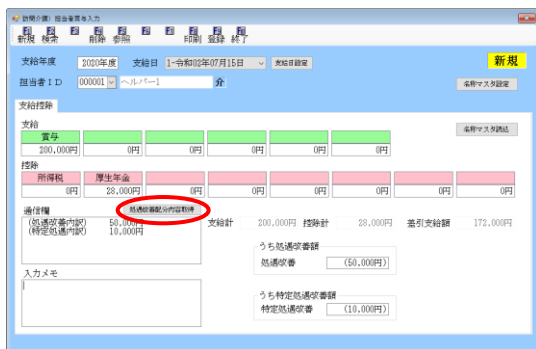 訪問介護) 担当者賞与入力
新規 検索 削除 参照 印刷 登録 終了
支給年度 2020年度 支給日 1-令和02年07月15日 支給日設定 新規
担当者ID 000001 ヘルパー1 介 名称マスタ設定
支給控除
支給 名称マスタ読込
賞与
200,000円 0円 0円 0円 0円 0円
控除
所得税 厚生年金
0円 28,000円 0円 0円 0円 0円 0円 0円
通信欄 処遇改善配分内容取得
(処遇改善内訳) 50,000円 支給計 200,000円 控除計 28,000円 差引支給額 172,000円
(特定処遇内訳) 10,000円
うち処遇改善額
処遇改善 (50,000円)
入力メモ
うち特定処遇改善額
特定処遇改善 (10,000円)